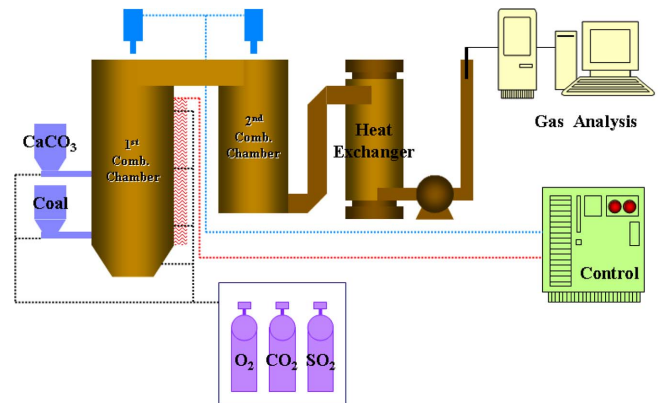 Gas Analysis
CaCO3
Coal
1st
Comb.
Chamber
2nd
Comb.
Chamber
Heat
Exchanger
Control
O2 CO2 SO2